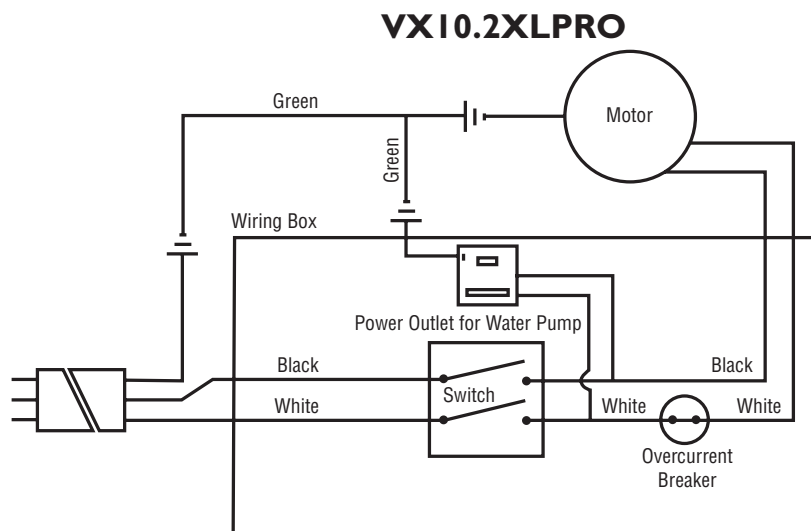 VX10.2XLPRO
Green
Motor
Green
Wiring Box
Power Outlet for Water Pump
Black
Black
Switch
White
White
White
Overcurrent
Breaker